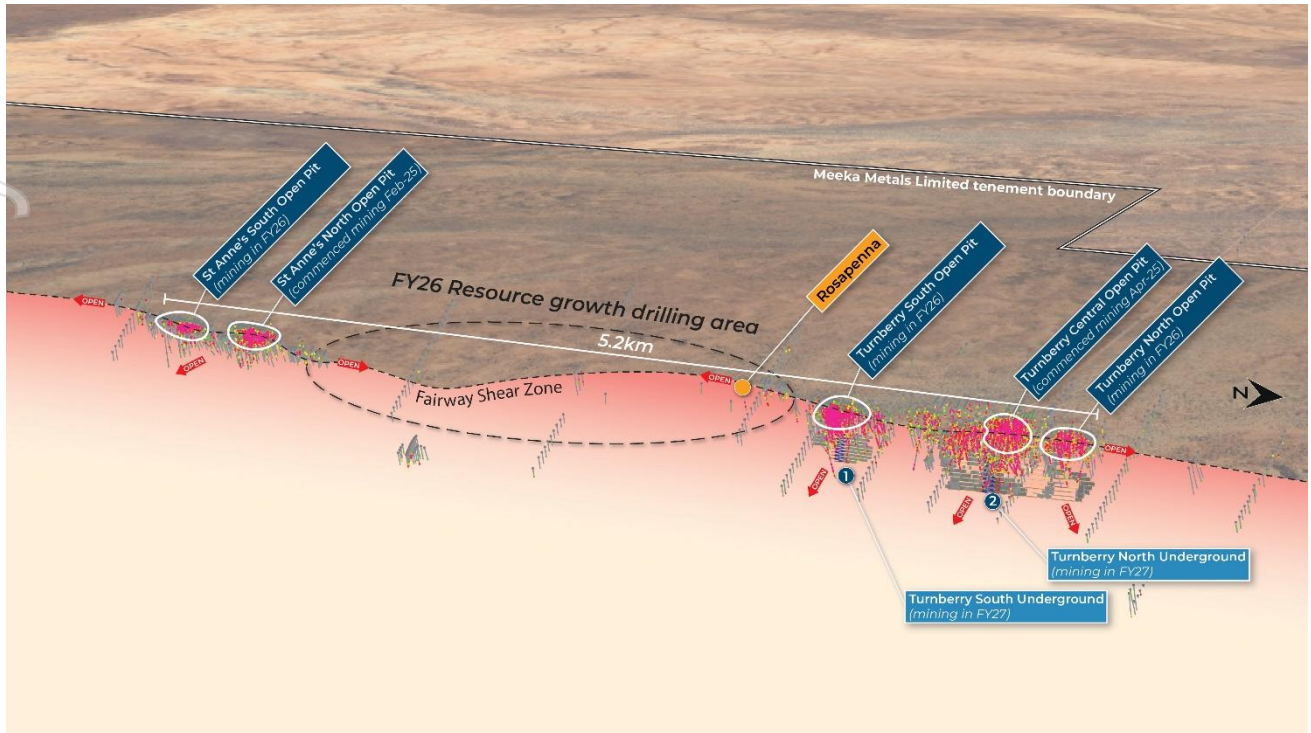 Meeka Metals Limited tenement boundary
St Anne's South Open Pit
(mining in FY26)
St Anne's North Open Pit
(commenced mining Feb-25)
FY26 Resource growth drilling area
5.2km
Rosapenna
Turnberry South Open Pit
(mining in FY26)
Turnberry Central Open Pit
(commenced mining Apr-25)
Turnberry North Open Pit
(mining in FY26)
N
OPEN
OPEN
OPEN
OPEN
Fairway Shear Zone
OPEN
OPEN
OPEN
OPEN
1
2
Turnberry North Underground
(mining in FY27)
Turnberry South Underground
(mining in FY27)